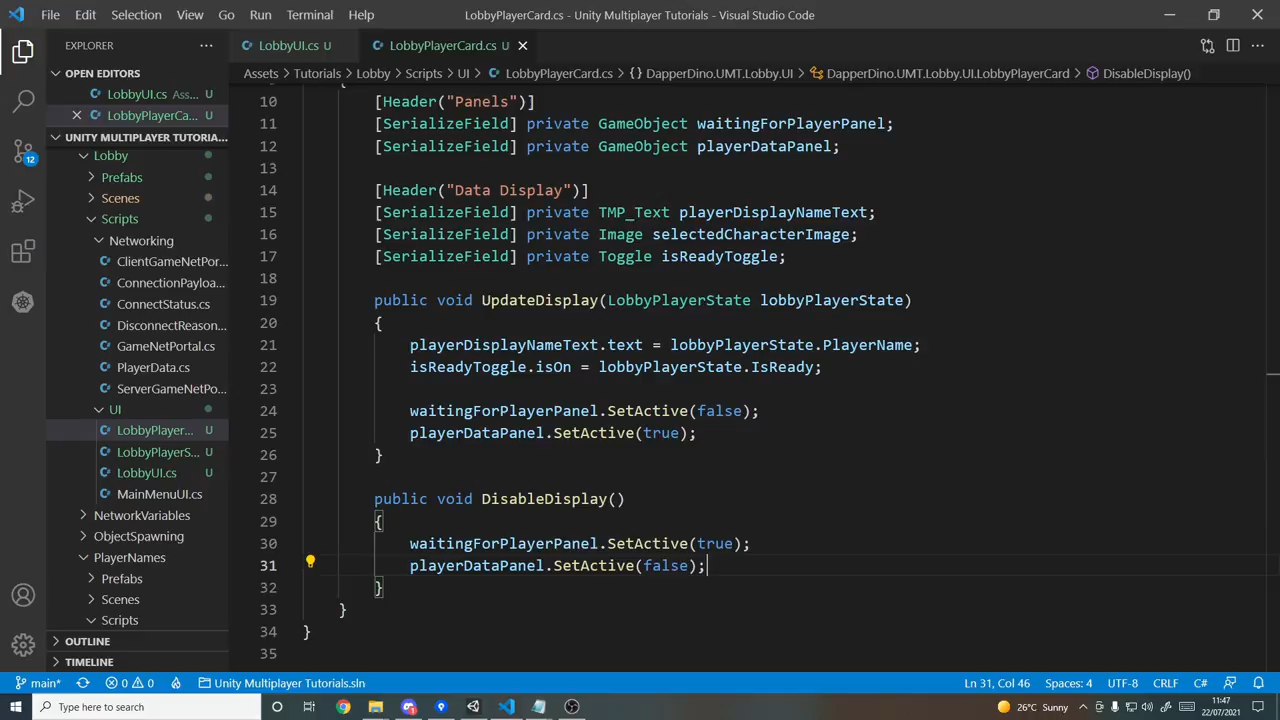 File Edit Selection View Go Run Terminal Help LobbyPlayerCard.cs - Unity Multiplayer Tutorials - Visual Studio Code
EXPLORER
LobbyUI.cs U LobbyPlayerCard.cs U
OPEN EDITORS
LobbyUI.cs Ass... U
LobbyPlayerCa... U
Assets > Tutorials > Lobby > Scripts > UI > LobbyPlayerCard.cs > {} DapperDino.UMT.Lobby.UI > DapperDino.UMT.Lobby.UI.LobbyPlayerCard > DisableDisplay()
UNITY MULTIPLAYER TUTORIA...
Lobby
Prefabs
Scenes
Scripts
Networking
ClientGameNetPor...
ConnectionPayloa...
ConnectStatus.cs
DisconnectReason...
GameNetPortal.cs
PlayerData.cs
ServerGameNetPo...
UI
LobbyPlayer... U
LobbyPlayerS... U
LobbyUI.cs U
MainMenuUI.cs
NetworkVariables
ObjectSpawning
PlayerNames
Prefabs
Scenes
Scripts
OUTLINE
TIMELINE
12
10 [Header("Panels")]
11 [SerializeField] private GameObject waitingForPlayerPanel;
12 [SerializeField] private GameObject playerDataPanel;
13
14 [Header("Data Display")]
15 [SerializeField] private TMP_Text playerDisplayNameText;
16 [SerializeField] private Image selectedCharacterImage;
17 [SerializeField] private Toggle isReadyToggle;
18
19 public void UpdateDisplay(LobbyPlayerState lobbyPlayerState)
20 {
21 playerDisplayNameText.text = lobbyPlayerState.PlayerName;
22 isReadyToggle.isOn = lobbyPlayerState.IsReady;
23
24 waitingForPlayerPanel.SetActive(false);
25 playerDataPanel.SetActive(true);
26 }
27
28 public void DisableDisplay()
29 {
30 waitingForPlayerPanel.SetActive(true);
31 playerDataPanel.SetActive(false);
32 }
33 }
34 }
35
main* 0 0 Unity Multiplayer Tutorials.sln Ln 31, Col 46 Spaces: 4 UTF-8 CRLF C#
Type here to search 26°C Sunny 11:47
22/07/2021